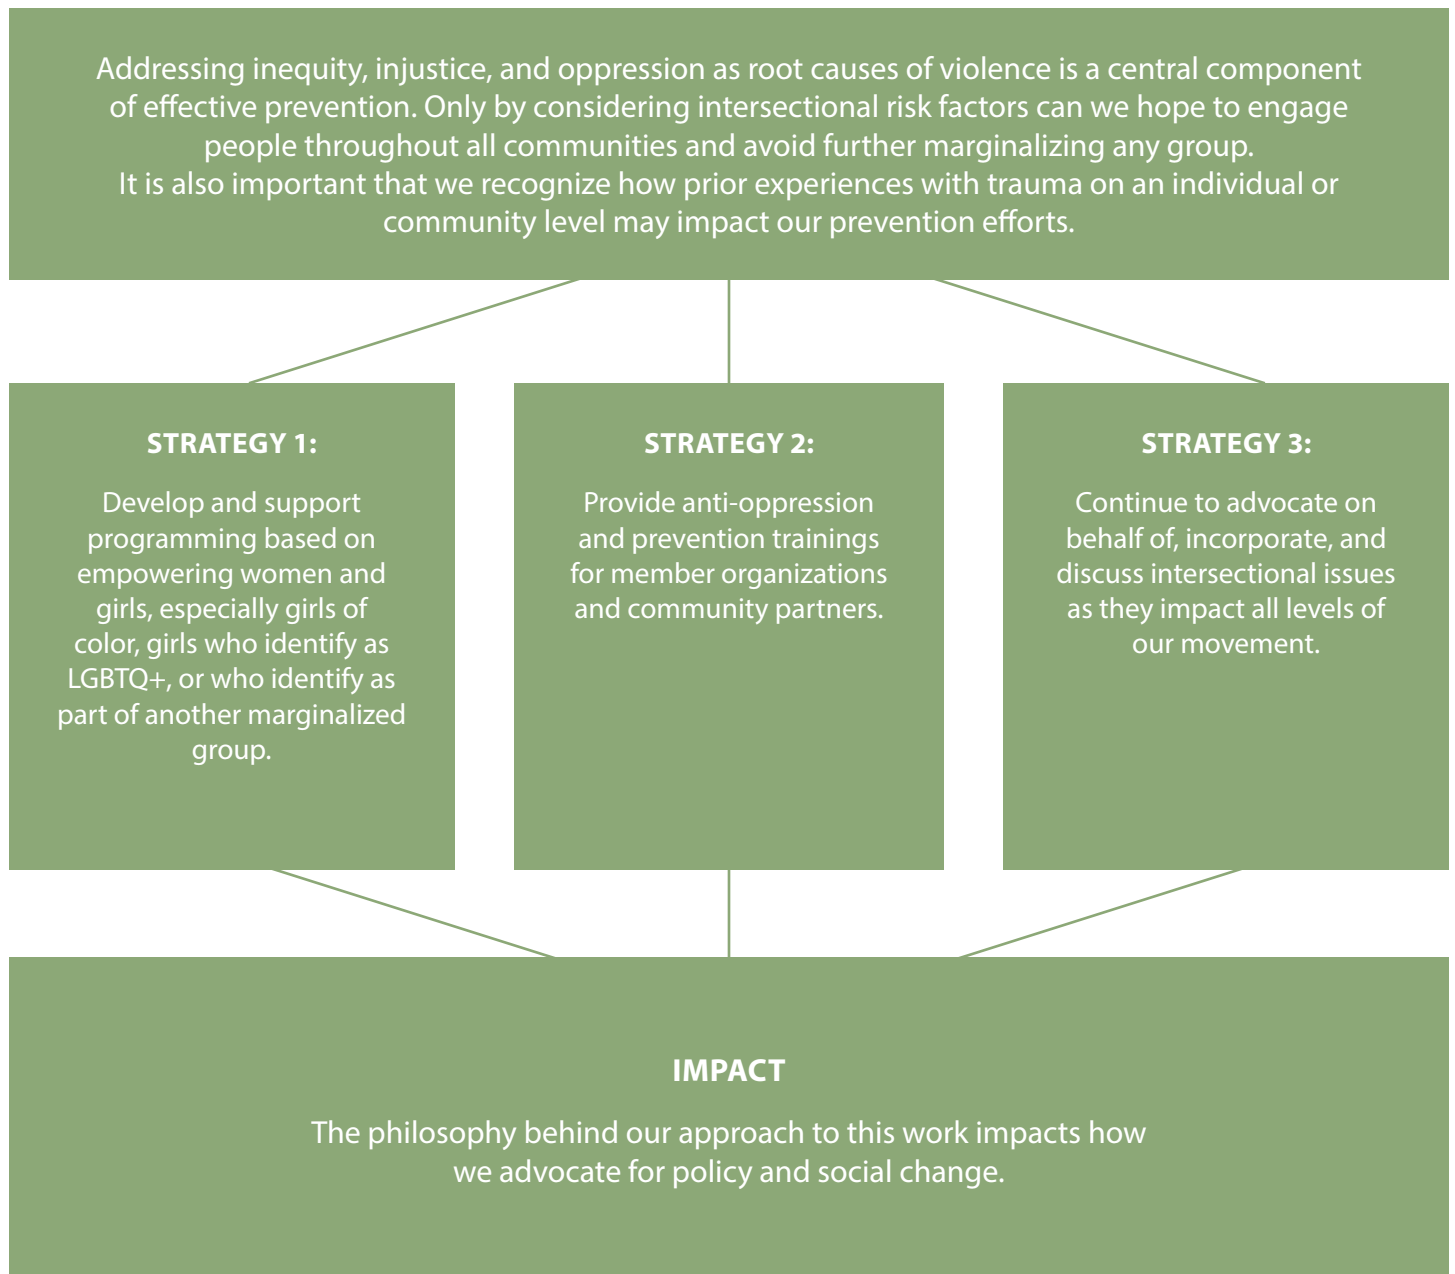 Addressing inequity, injustice, and oppression as root causes of violence is a central component
of effective prevention. Only by considering intersectional risk factors can we hope to engage
people throughout all communities and avoid further marginalizing any group.
It is also important that we recognize how prior experiences with trauma on an individual or
community level may impact our prevention efforts.
STRATEGY 1:
Develop and support
programming based on
empowering women and
girls, especially girls of
color, girls who identify as
LGBTQ+, or who identify as
part of another marginalized
group.
STRATEGY 2:
Provide anti-oppression
and prevention trainings
for member organizations
and community partners.
STRATEGY 3:
Continue to advocate on
behalf of, incorporate, and
discuss intersectional issues
as they impact all levels of
our movement.
IMPACT
The philosophy behind our approach to this work impacts how
we advocate for policy and social change.